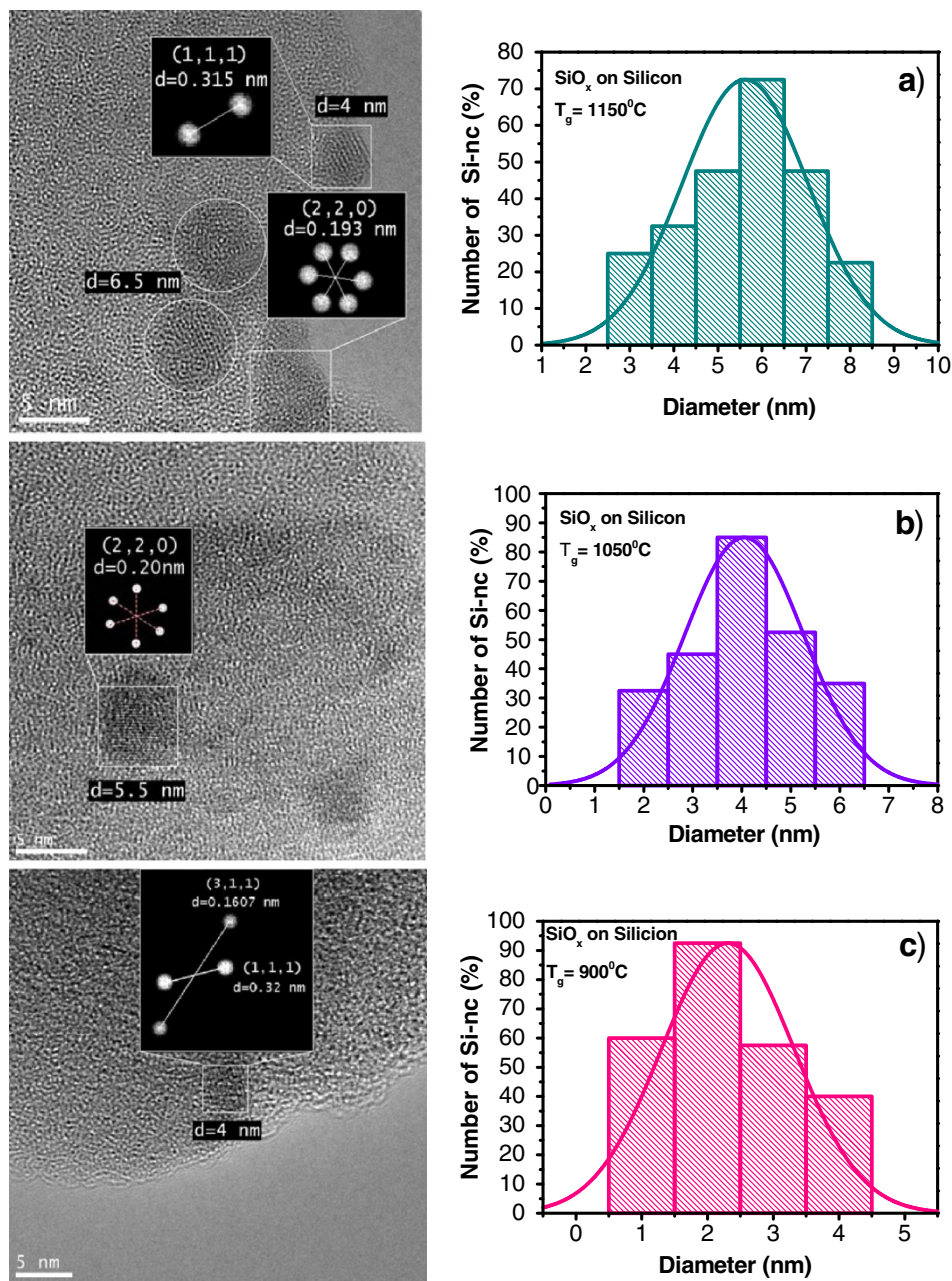 (1,1,1)
d=0.315 nm
d=4 nm
(2,2,0)
d=0.193 nm
d=6.5 nm
5 nm
80
70
60
50
40
30
20
10
0
Number of Si-nc (%)
SiOx on Silicon
Tg= 1150⁰C
a)
1 2 3 4 5 6 7 8 9 10
Diameter (nm)
(2,2,0)
d=0.20nm
d=5.5 nm
5 nm
100
90
80
70
60
50
40
30
20
10
0
Number of Si-nc (%)
SiOx on Silicon
Tg= 1050⁰C
b)
0 1 2 3 4 5 6 7 8
Diameter (nm)
(3,1,1)
d=0.1607 nm
(1,1,1)
d=0.32 nm
d=4 nm
5 nm
100
90
80
70
60
50
40
30
20
10
0
Number of Si-nc (%)
SiOx on Silicion
Tg= 900⁰C
c)
0 1 2 3 4 5
Diameter (nm)